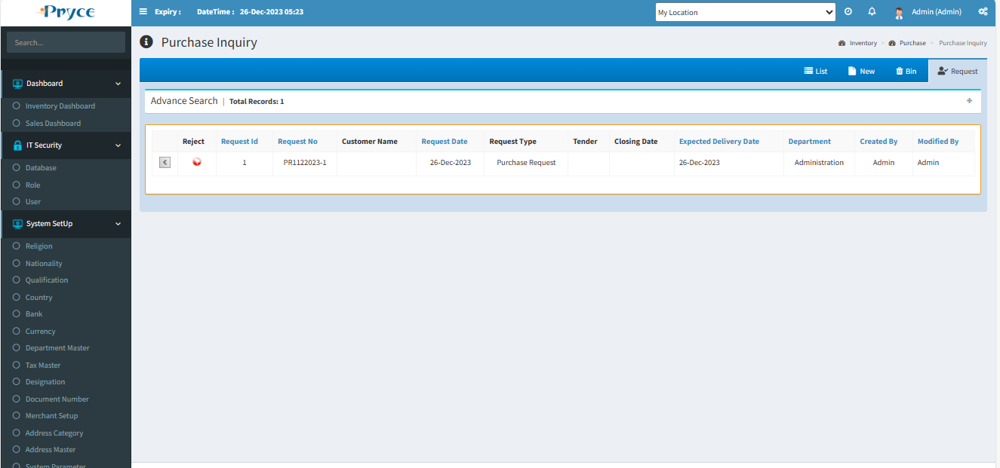 Pryce
Expiry : DateTime : 26-Dec-2023 05:23 My Location Admin (Admin)
Search...
Purchase Inquiry
Inventory > Purchase > Purchase Inquiry
List New Bin Request
Advance Search | Total Records: 1 +
Reject Request Id Request No Customer Name Request Date Request Type Tender Closing Date Expected Delivery Date Department Created By Modified By
1 PR1122023-1 26-Dec-2023 Purchase Request 26-Dec-2023 Administration Admin Admin
Dashboard
Inventory Dashboard
Sales Dashboard
IT Security
Database
Role
User
System SetUp
Religion
Nationality
Qualification
Country
Bank
Currency
Department Master
Tax Master
Designation
Document Number
Merchant Setup
Address Category
Address Master
System Parameter